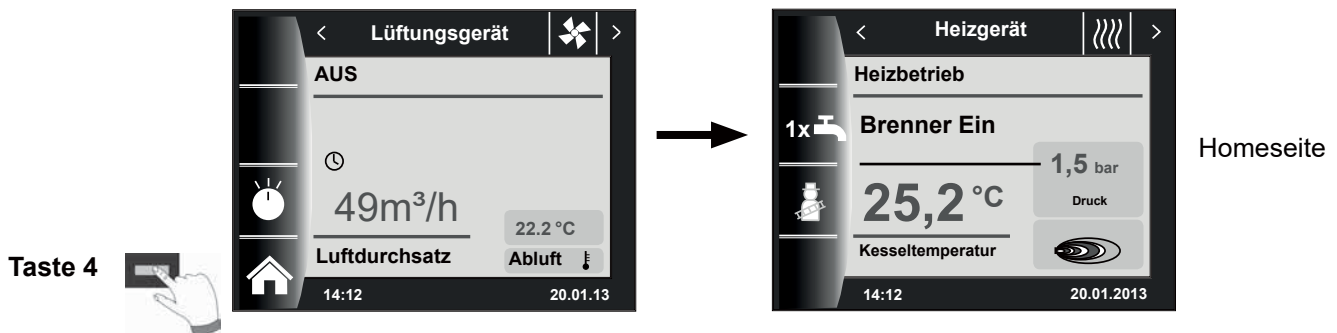 Lüftungsgerät
AUS
49m³/h
22.2 °C
Luftdurchsatz
Abluft
14:12
20.01.13
Taste 4
Heizgerät
Heizbetrieb
1x
Brenner Ein
1,5 bar
Druck
25,2 °C
Kesseltemperatur
14:12
20.01.2013
Homeseite